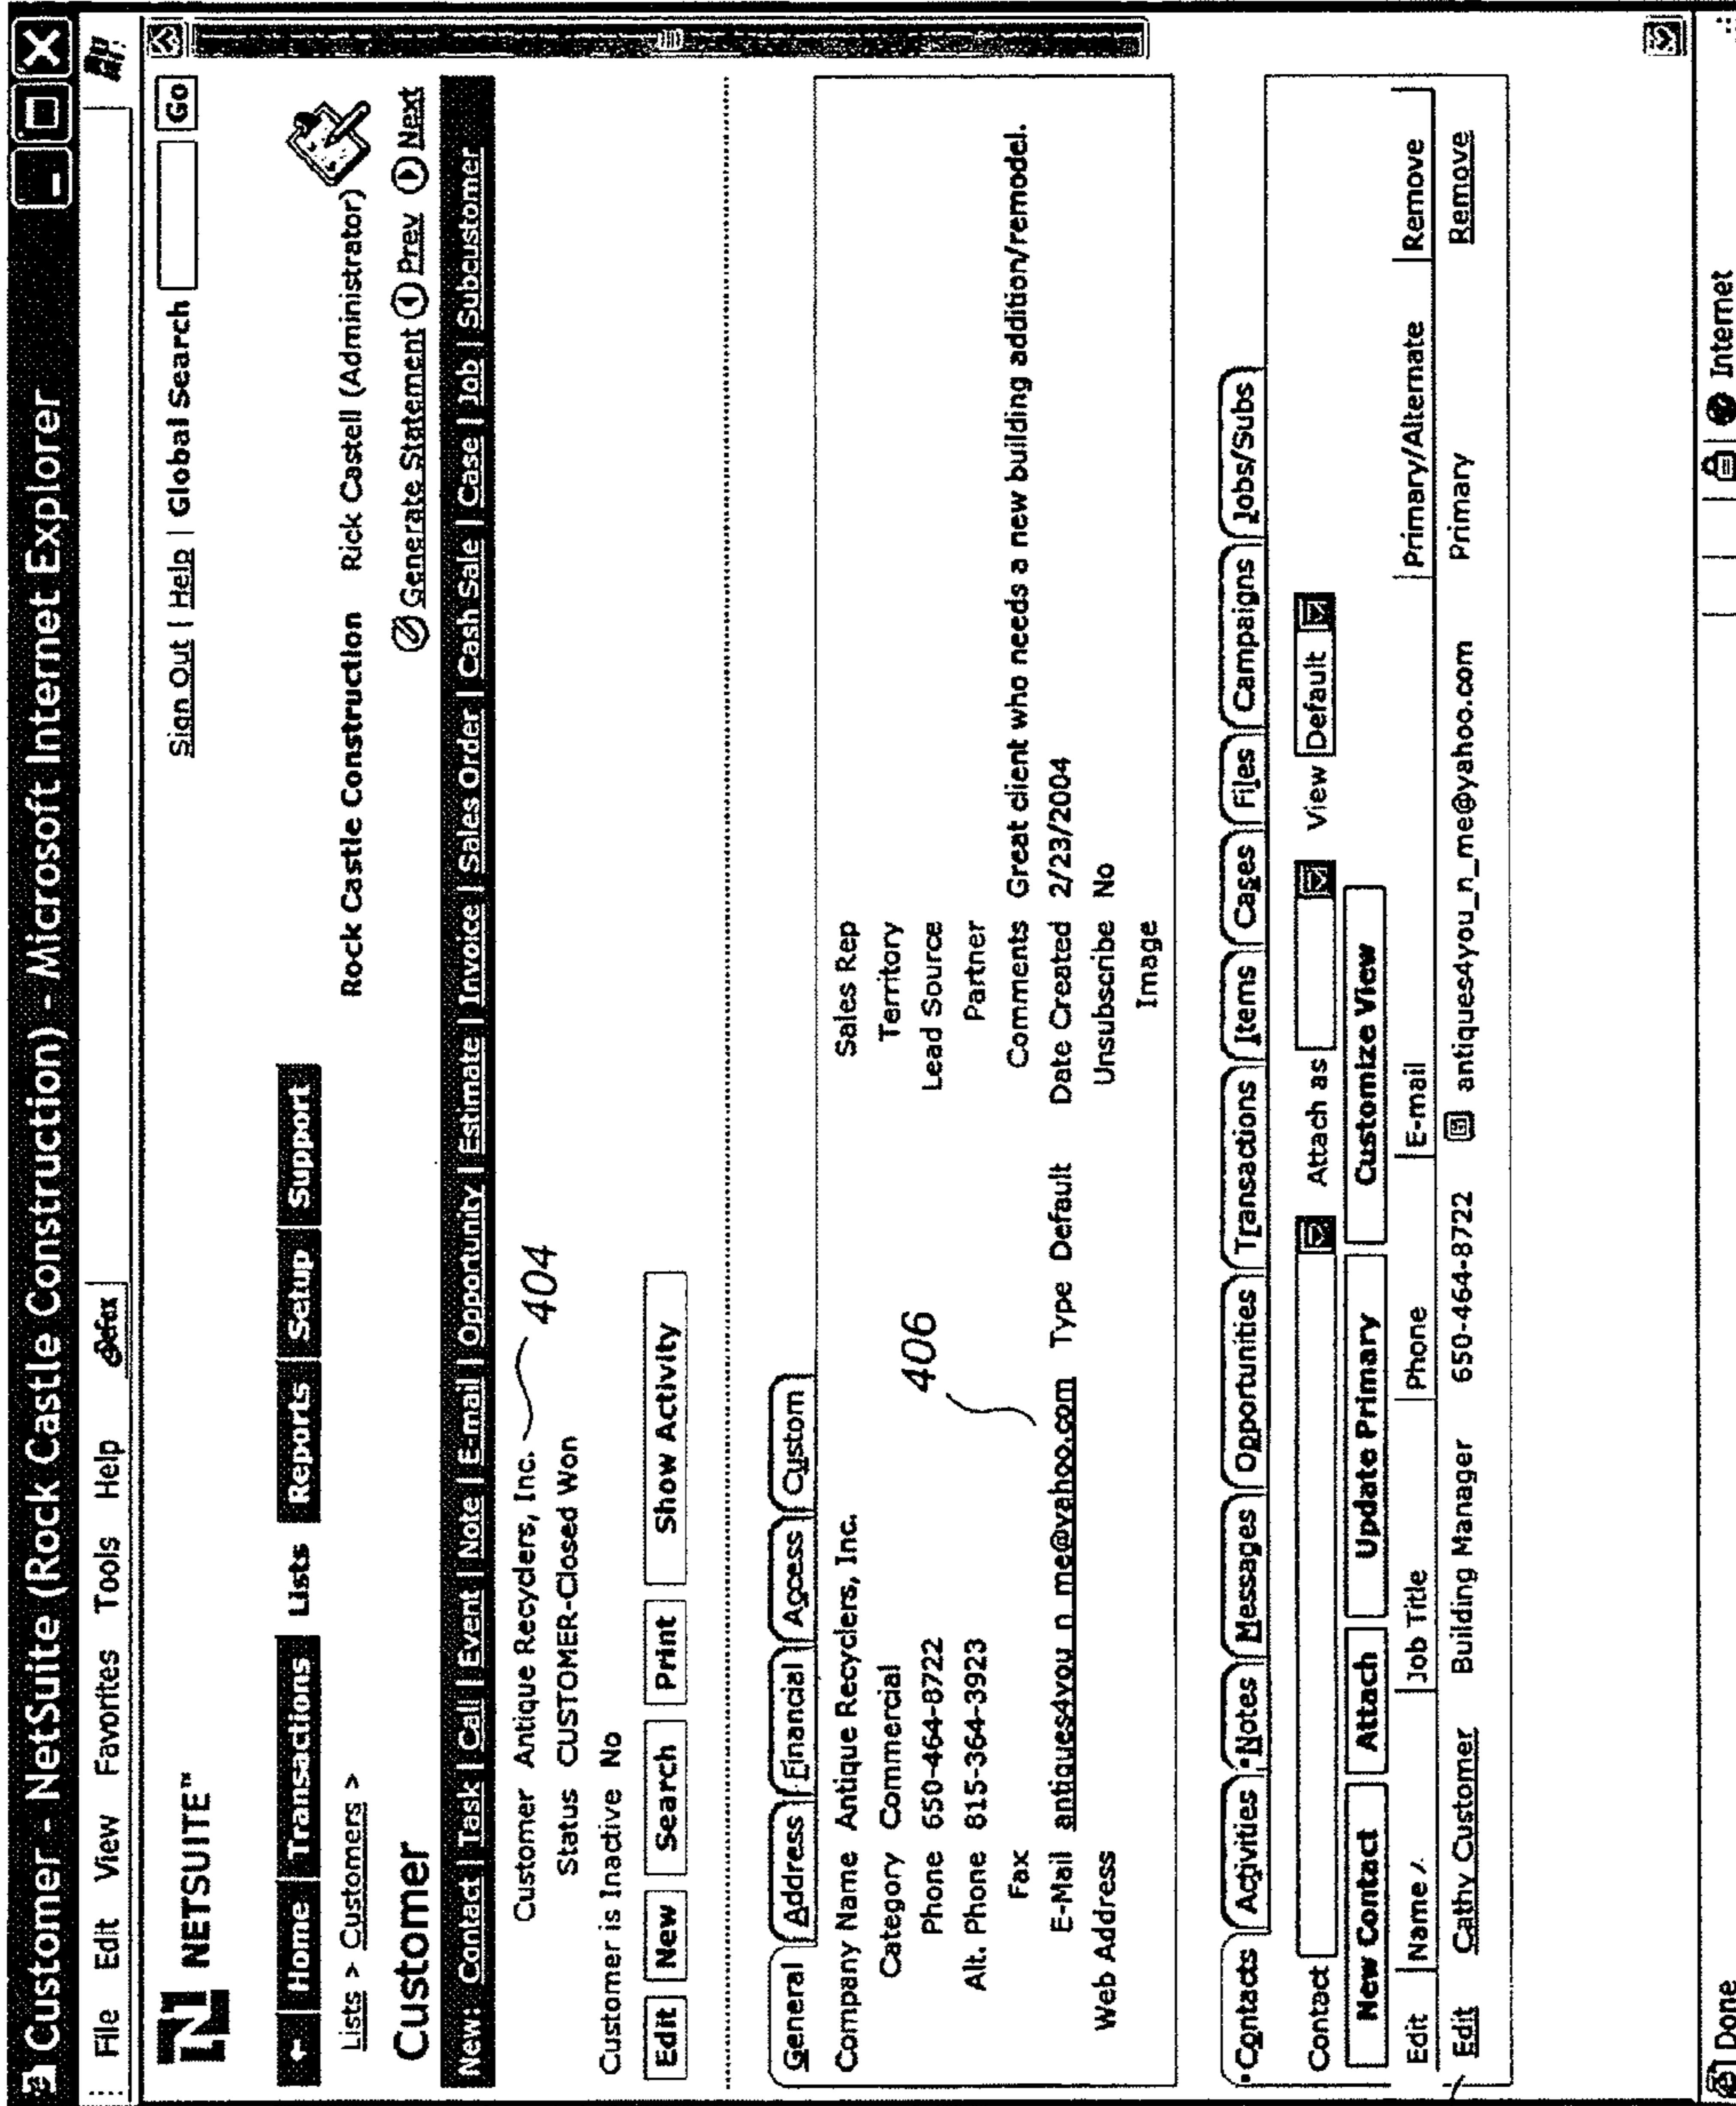 Customer - NetSuite (Rock Castle Construction) - Microsoft Internet Explorer
File Edit View Favorites Tools Help
NETSUITE™
Sign Out | Help | Global Search Go
Home Transactions Lists Reports Setup Support
Lists > Customers >
Rock Castle Construction Rick Castell (Administrator)
Customer
Generate Statement Prev Next
New: Contact | Task | Call | Event | Note | E-mail | Opportunity | Estimate | Invoice | Sales Order | Cash Sale | Case | Job | Subcustomer
Customer Antique Recyclers, Inc. 404
Status CUSTOMER-Closed Won
Customer is Inactive No
Edit New Search Print Show Activity
General Address Financial Access Custom
Company Name Antique Recyclers, Inc. Sales Rep
Category Commercial Territory
Phone 650-464-8722 406 Lead Source
Alt. Phone 815-364-3923 Partner
Fax Comments Great client who needs a new building addition/remodel.
E-Mail antiques4you_n_me@yahoo.com Type Default Date Created 2/23/2004
Web Address Unsubscribe No
Image
•Contacts Activities •Notes Messages Opportunities Transactions Items Cases Files Campaigns Jobs/Subs
Contact Attach as View Default
New Contact Attach Update Primary Customize View
Edit Name Job Title Phone E-mail Primary/Alternate Remove
Edit Cathy Customer Building Manager 650-464-8722 antiques4you_n_me@yahoo.com Primary Remove
Done Internet